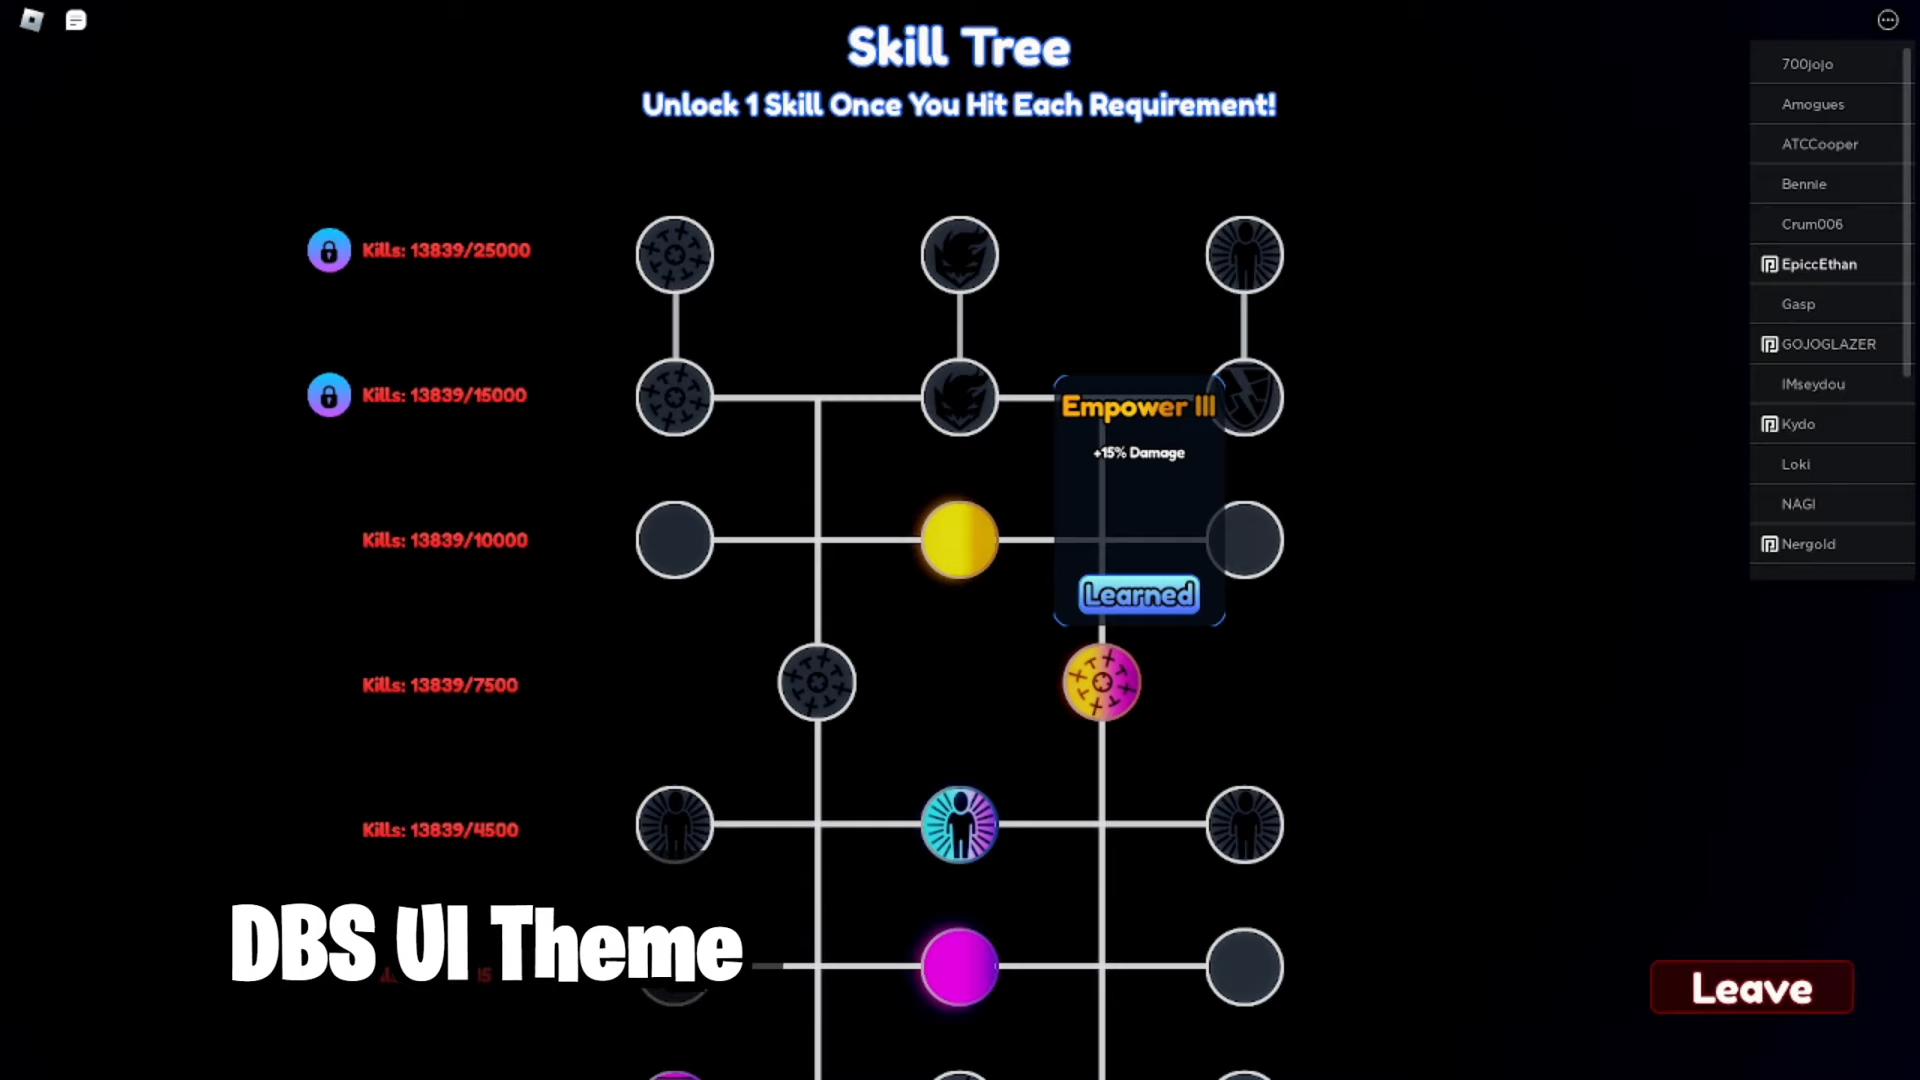 Skill Tree
Unlock 1 Skill Once You Hit Each Requirement!
Kills: 13839/25000
Kills: 13839/15000
Empower III
+15% Damage
Kills: 13839/10000
Learned
Kills: 13839/7500
Kills: 13839/4500
DBS UI Theme
Leave
700jojo
Amogues
ATCCooper
Bennie
Crum006
EpiccEthan
Gasp
GOJOGLAZER
IMseydou
Kydo
Loki
NAGI
Nergold